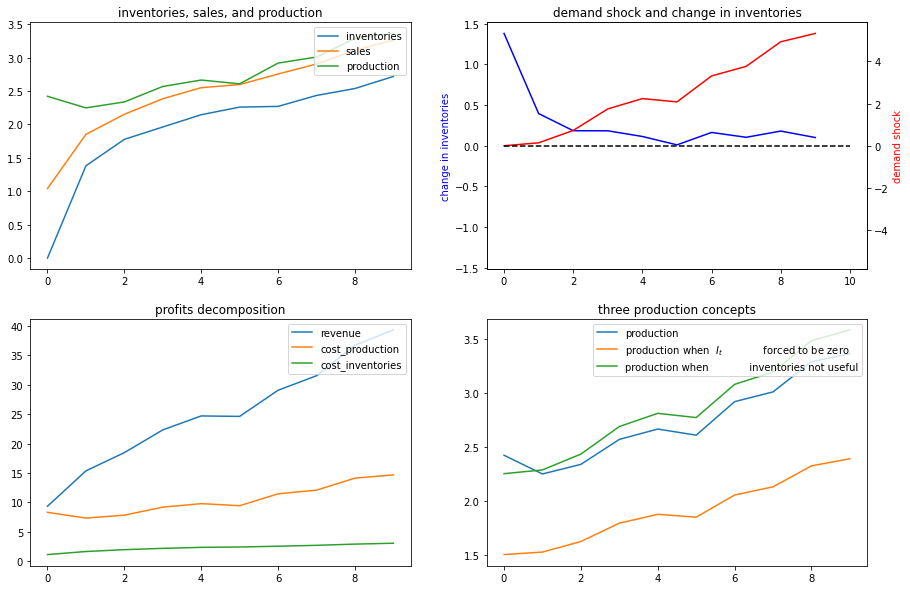 inventories, sales, and production
3.5
3.0
2.5
2.0
1.5
1.0
0.5
0.0
0 2 4 6 8
inventories
sales
production
demand shock and change in inventories
1.5
1.0
0.5
0.0
−0.5
−1.0
−1.5
change in inventories
4
2
0
−2
−4
demand shock
0 2 4 6 8 10
profits decomposition
40
35
30
25
20
15
10
5
0
0 2 4 6 8
revenue
cost_production
cost_inventories
three production concepts
3.5
3.0
2.5
2.0
1.5
0 2 4 6 8
production
production when I_t forced to be zero
production when inventories not useful